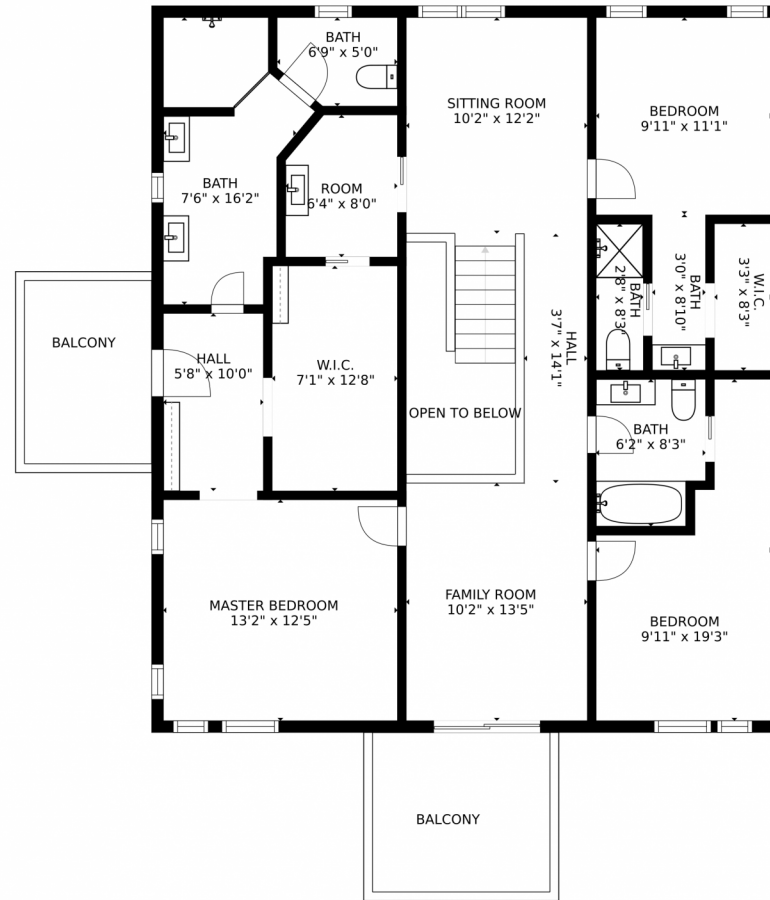 BATH
6'9" x 5'0"
SITTING ROOM
10'2" x 12'2"
BEDROOM
9'11" x 11'1"
BATH
7'6" x 16'2"
ROOM
6'4" x 8'0"
BATH
2'8" x 8'3"
BATH
3'0" x 8'10"
W.I.C.
3'3" x 8'3"
BALCONY
HALL
5'8" x 10'0"
W.I.C.
7'1" x 12'8"
HALL
3'7" x 14'1"
OPEN TO BELOW
BATH
6'2" x 8'3"
MASTER BEDROOM
13'2" x 12'5"
FAMILY ROOM
10'2" x 13'5"
BEDROOM
9'11" x 19'3"
BALCONY